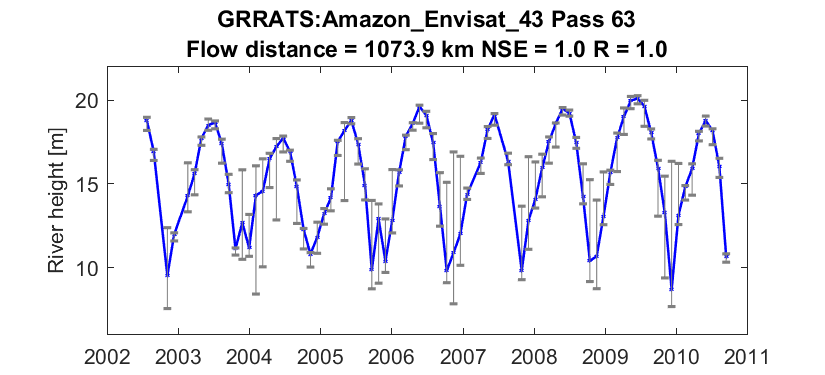 GRRATS:Amazon_Envisat_43 Pass 63
Flow distance = 1073.9 km NSE = 1.0 R = 1.0
River height [m]
20
15
10
2002 2003 2004 2005 2006 2007 2008 2009 2010 2011